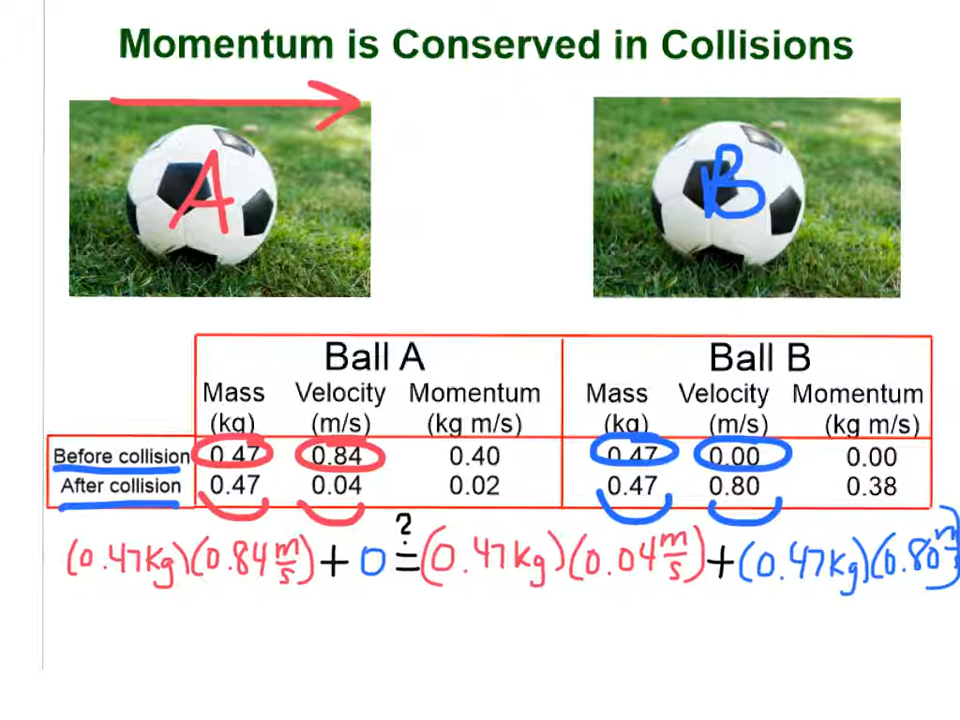 Momentum is Conserved in Collisions
A B
Ball A Ball B
Mass Velocity Momentum Mass Velocity Momentum
(kg) (m/s) (kg m/s) (kg) (m/s) (kg m/s)
Before collision 0.47 0.84 0.40 0.47 0.00 0.00
After collision 0.47 0.04 0.02 0.47 0.80 0.38
(0.47kg)(0.84 m/s) + 0 ≟ (0.47kg)(0.04 m/s) + (0.47kg)(0.80 m/s)